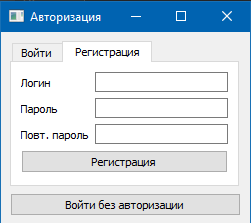 Авторизация
Войти Регистрация
Логин
Пароль
Повт. пароль
Регистрация
Войти без авторизации